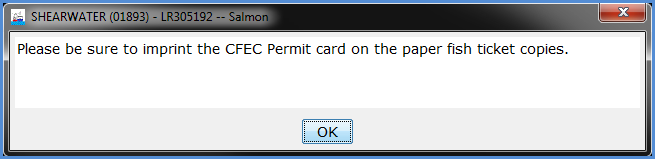 SHEARWATER (01893) - LR305192 -- Salmon
Please be sure to imprint the CFEC Permit card on the paper fish ticket copies.
OK